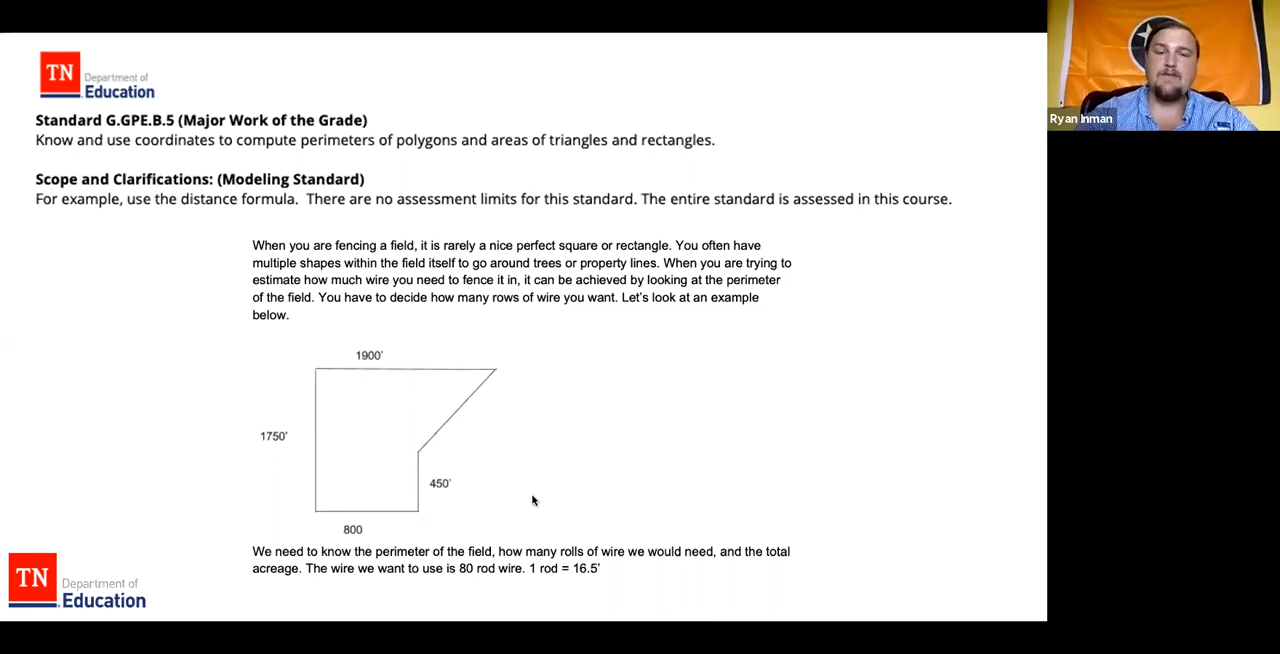 TN Department of
Education
Standard G.GPE.B.5 (Major Work of the Grade)
Know and use coordinates to compute perimeters of polygons and areas of triangles and rectangles.
Scope and Clarifications: (Modeling Standard)
For example, use the distance formula.  There are no assessment limits for this standard. The entire standard is assessed in this course.
When you are fencing a field, it is rarely a nice perfect square or rectangle. You often have
multiple shapes within the field itself to go around trees or property lines. When you are trying to
estimate how much wire you need to fence it in, it can be achieved by looking at the perimeter
of the field. You have to decide how many rows of wire you want. Let's look at an example
below.
1900'
1750'
450'
800
We need to know the perimeter of the field, how many rolls of wire we would need, and the total
acreage. The wire we want to use is 80 rod wire. 1 rod = 16.5'
TN Department of
Education
Ryan Inman